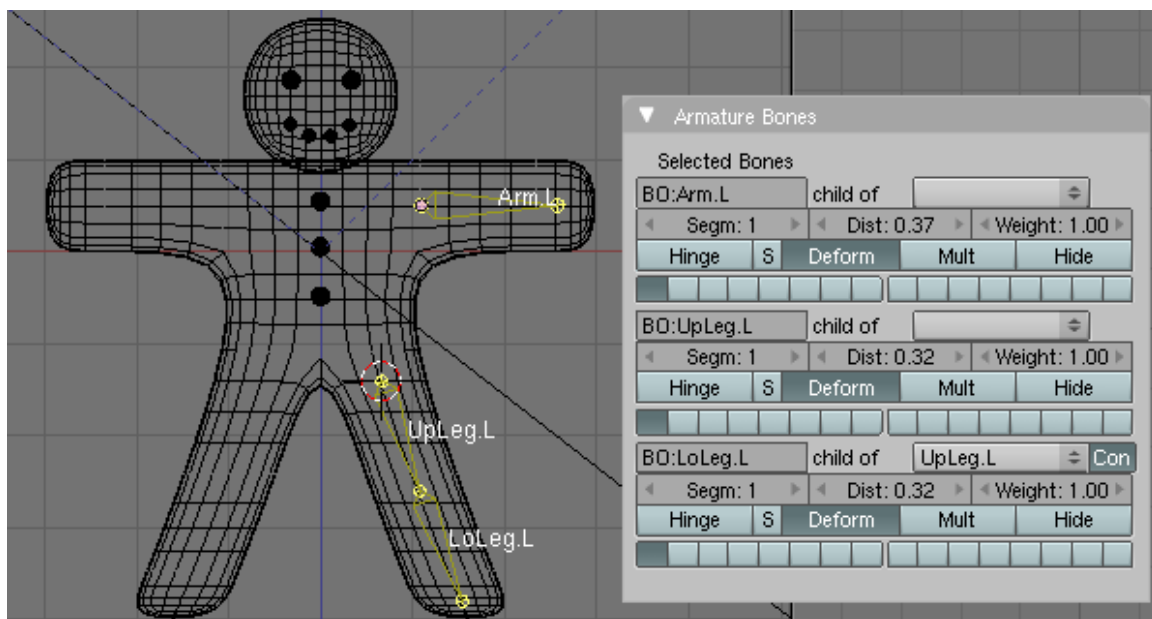 Armature Bones
Selected Bones
BO:Arm.L child of
Segm: 1 Dist: 0.37 Weight: 1.00
Hinge S Deform Mult Hide
BO:UpLeg.L child of
Segm: 1 Dist: 0.32 Weight: 1.00
Hinge S Deform Mult Hide
BO:LoLeg.L child of UpLeg.L Con
Segm: 1 Dist: 0.32 Weight: 1.00
Hinge S Deform Mult Hide
Arm.L
UpLeg.L
LoLeg.L